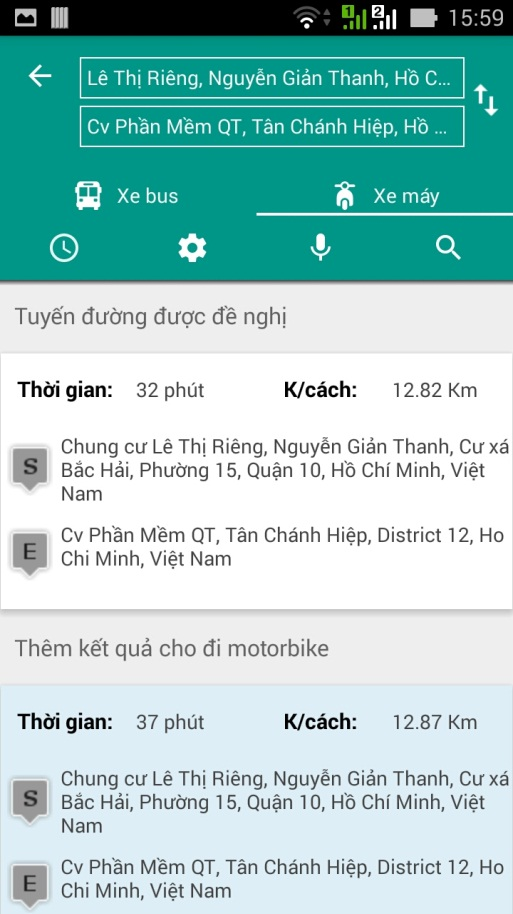 1 2 15:59
Lê Thị Riêng, Nguyễn Giản Thanh, Hồ C...
Cv Phần Mềm QT, Tân Chánh Hiệp, Hồ ...
Xe bus Xe máy
Tuyến đường được đề nghị
Thời gian: 32 phút K/cách: 12.82 Km
S
Chung cư Lê Thị Riêng, Nguyễn Giản Thanh, Cư xá
Bắc Hải, Phường 15, Quận 10, Hồ Chí Minh, Việt
Nam
E
Cv Phần Mềm QT, Tân Chánh Hiệp, District 12, Ho
Chi Minh, Việt Nam
Thêm kết quả cho đi motorbike
Thời gian: 37 phút K/cách: 12.87 Km
S
Chung cư Lê Thị Riêng, Nguyễn Giản Thanh, Cư xá
Bắc Hải, Phường 15, Quận 10, Hồ Chí Minh, Việt
Nam
E
Cv Phần Mềm QT, Tân Chánh Hiệp, District 12, Ho
Chi Minh, Việt Nam